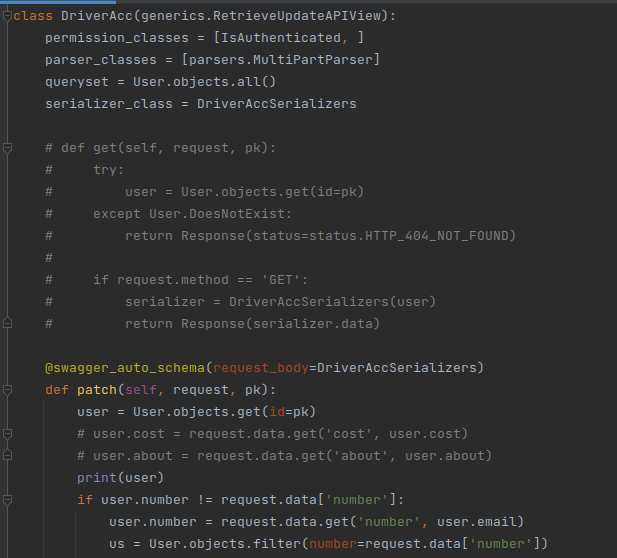 class DriverAcc(generics.RetrieveUpdateAPIView):
    permission_classes = [IsAuthenticated, ]
    parser_classes = [parsers.MultiPartParser]
    queryset = User.objects.all()
    serializer_class = DriverAccSerializers

    # def get(self, request, pk):
    #     try:
    #         user = User.objects.get(id=pk)
    #     except User.DoesNotExist:
    #         return Response(status=status.HTTP_404_NOT_FOUND)
    #
    #     if request.method == 'GET':
    #         serializer = DriverAccSerializers(user)
    #         return Response(serializer.data)

    @swagger_auto_schema(request_body=DriverAccSerializers)
    def patch(self, request, pk):
        user = User.objects.get(id=pk)
        # user.cost = request.data.get('cost', user.cost)
        # user.about = request.data.get('about', user.about)
        print(user)
        if user.number != request.data['number']:
            user.number = request.data.get('number', user.email)
            us = User.objects.filter(number=request.data['number'])